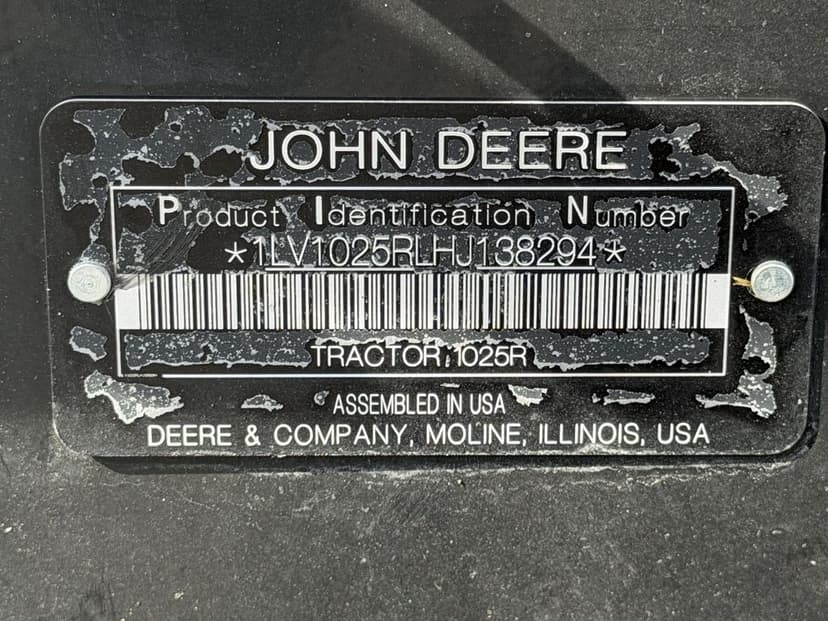 JOHN DEERE
Product Identification Number
*1LV1025RLHJ138294*
TRACTOR, 1025R
ASSEMBLED IN USA
DEERE & COMPANY, MOLINE, ILLINOIS, USA